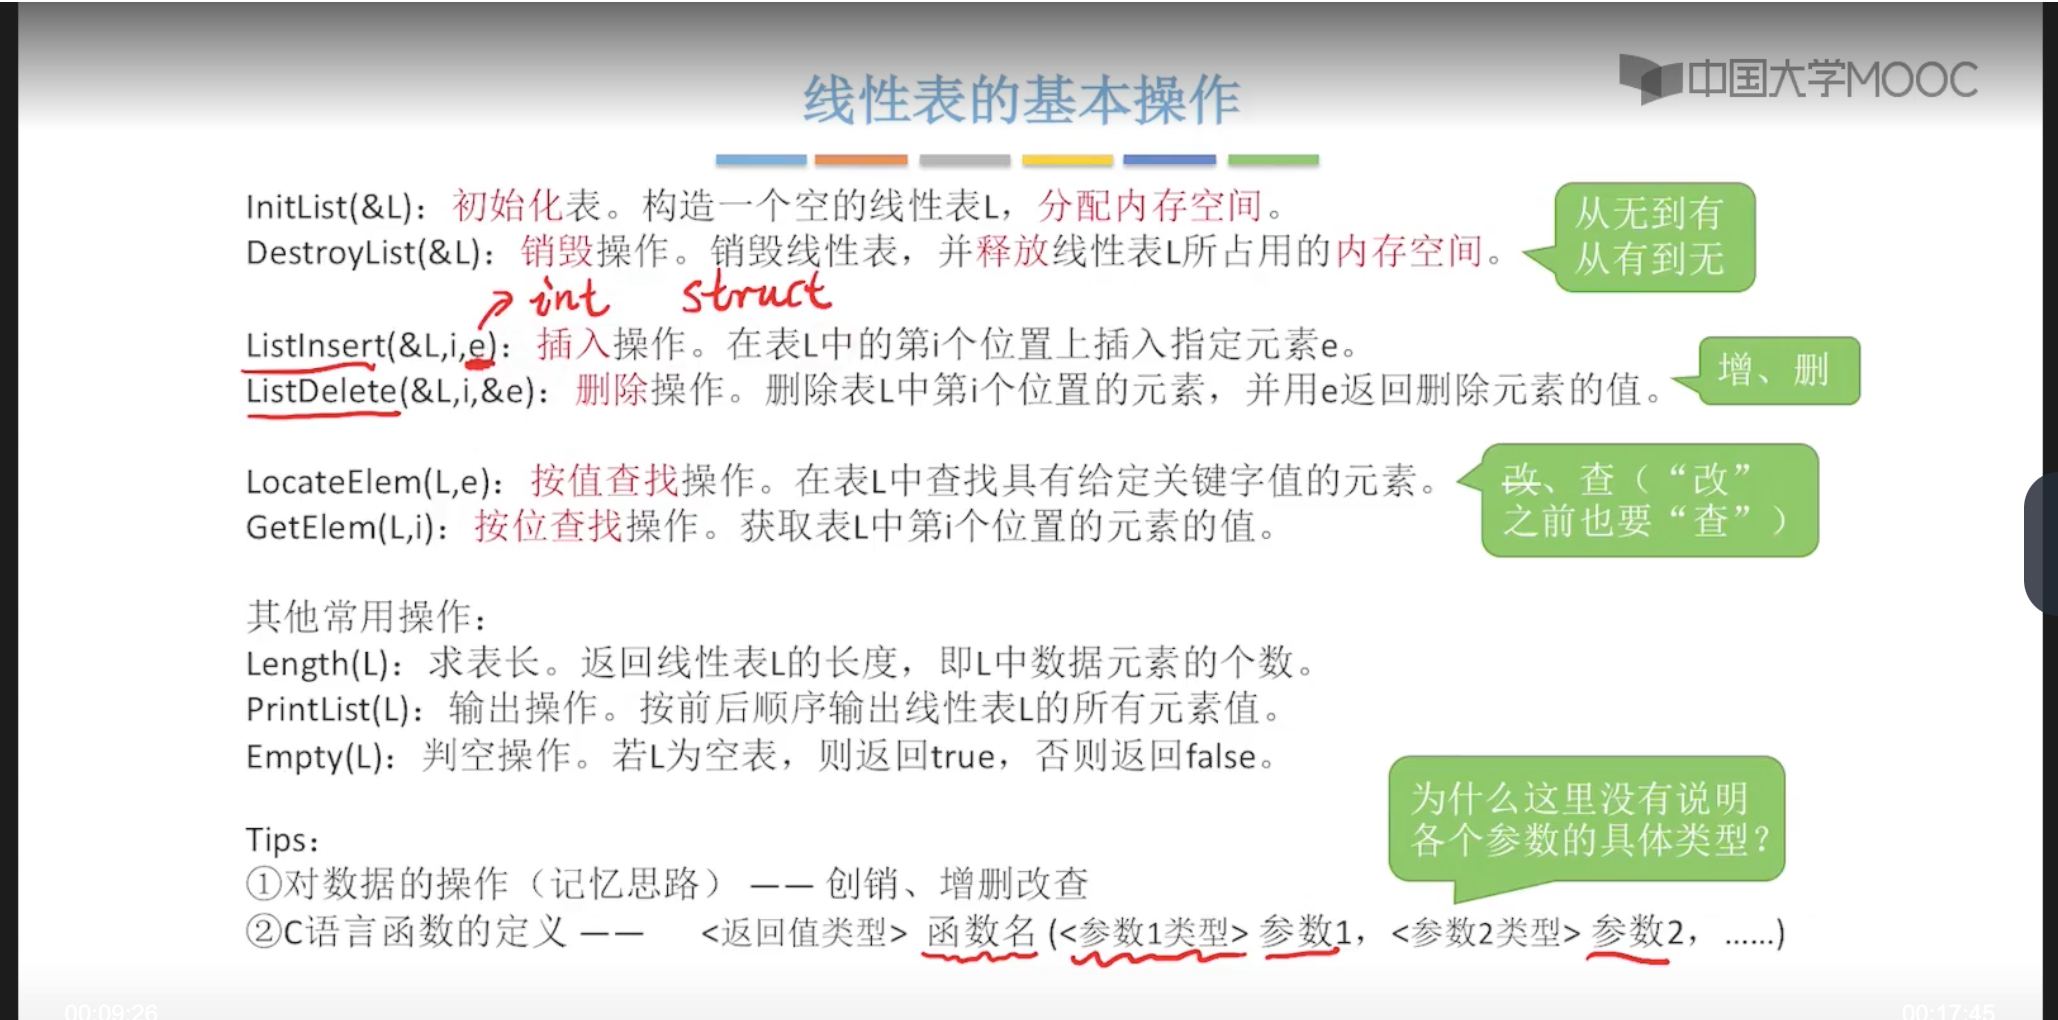 中国大学MOOC
线性表的基本操作
InitList(&L)：初始化表。构造一个空的线性表L，分配内存空间。
DestroyList(&L)：销毁操作。销毁线性表，并释放线性表L所占用的内存空间。
从无到有
从有到无
int struct
ListInsert(&L,i,e)：插入操作。在表L中的第i个位置上插入指定元素e。
ListDelete(&L,i,&e)：删除操作。删除表L中第i个位置的元素，并用e返回删除元素的值。
增、删
LocateElem(L,e)：按值查找操作。在表L中查找具有给定关键字值的元素。
GetElem(L,i)：按位查找操作。获取表L中第i个位置的元素的值。
改、查（“改”
之前也要“查”）
其他常用操作：
Length(L)：求表长。返回线性表L的长度，即L中数据元素的个数。
PrintList(L)：输出操作。按前后顺序输出线性表L的所有元素值。
Empty(L)：判空操作。若L为空表，则返回true，否则返回false。
为什么这里没有说明
各个参数的具体类型？
Tips：
①对数据的操作（记忆思路） —— 创销、增删改查
②C语言函数的定义 —— <返回值类型> 函数名 (<参数1类型> 参数1，<参数2类型> 参数2，……)
00:09:26
00:17:45